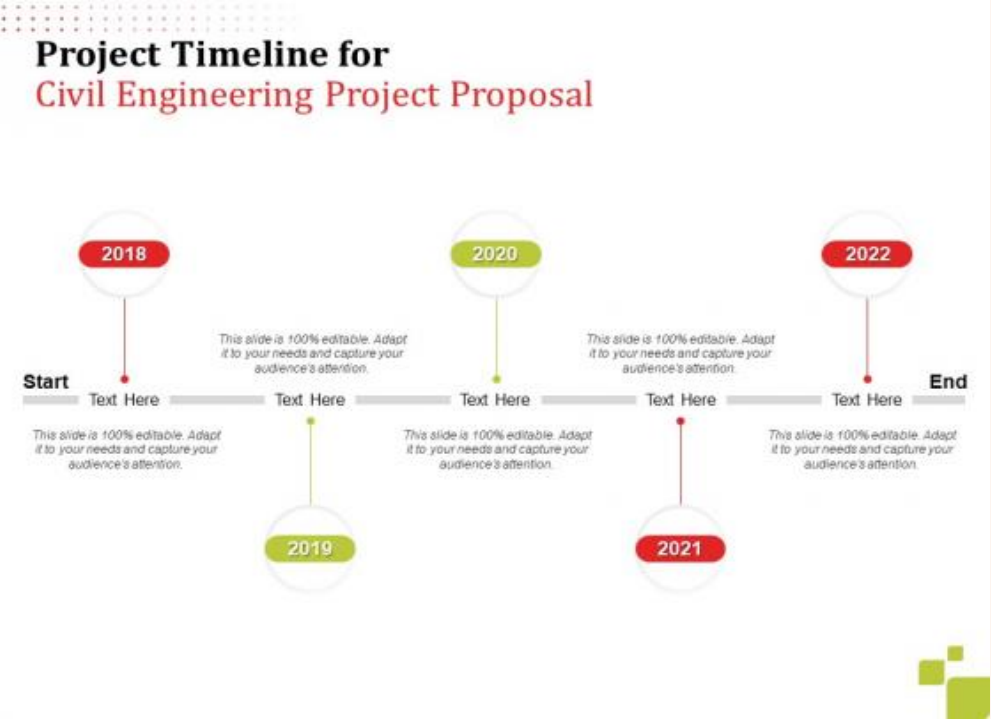 Project Timeline for
Civil Engineering Project Proposal
2018
2020
2022
This slide is 100% editable. Adapt
it to your needs and capture your
audience's attention.
This slide is 100% editable. Adapt
it to your needs and capture your
audience's attention.
Start
End
Text Here
Text Here
Text Here
Text Here
Text Here
This slide is 100% editable. Adapt
it to your needs and capture your
audience's attention.
This slide is 100% editable. Adapt
it to your needs and capture your
audience's attention.
This slide is 100% editable. Adapt
it to your needs and capture your
audience's attention.
2019
2021